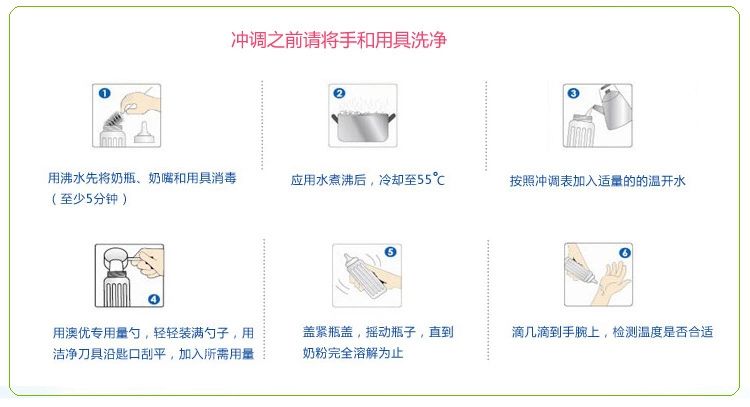 冲调之前请将手和用具洗净
1
2
3
用沸水先将奶瓶、奶嘴和用具消毒
(至少5分钟)
应用水煮沸后，冷却至55℃
按照冲调表加入适量的的温开水
4
5
6
用澳优专用量勺，轻轻装满勺子，用
洁净刀具沿匙口刮平，加入所需用量
盖紧瓶盖，摇动瓶子，直到
奶粉完全溶解为止
滴几滴到手腕上，检测温度是否合适